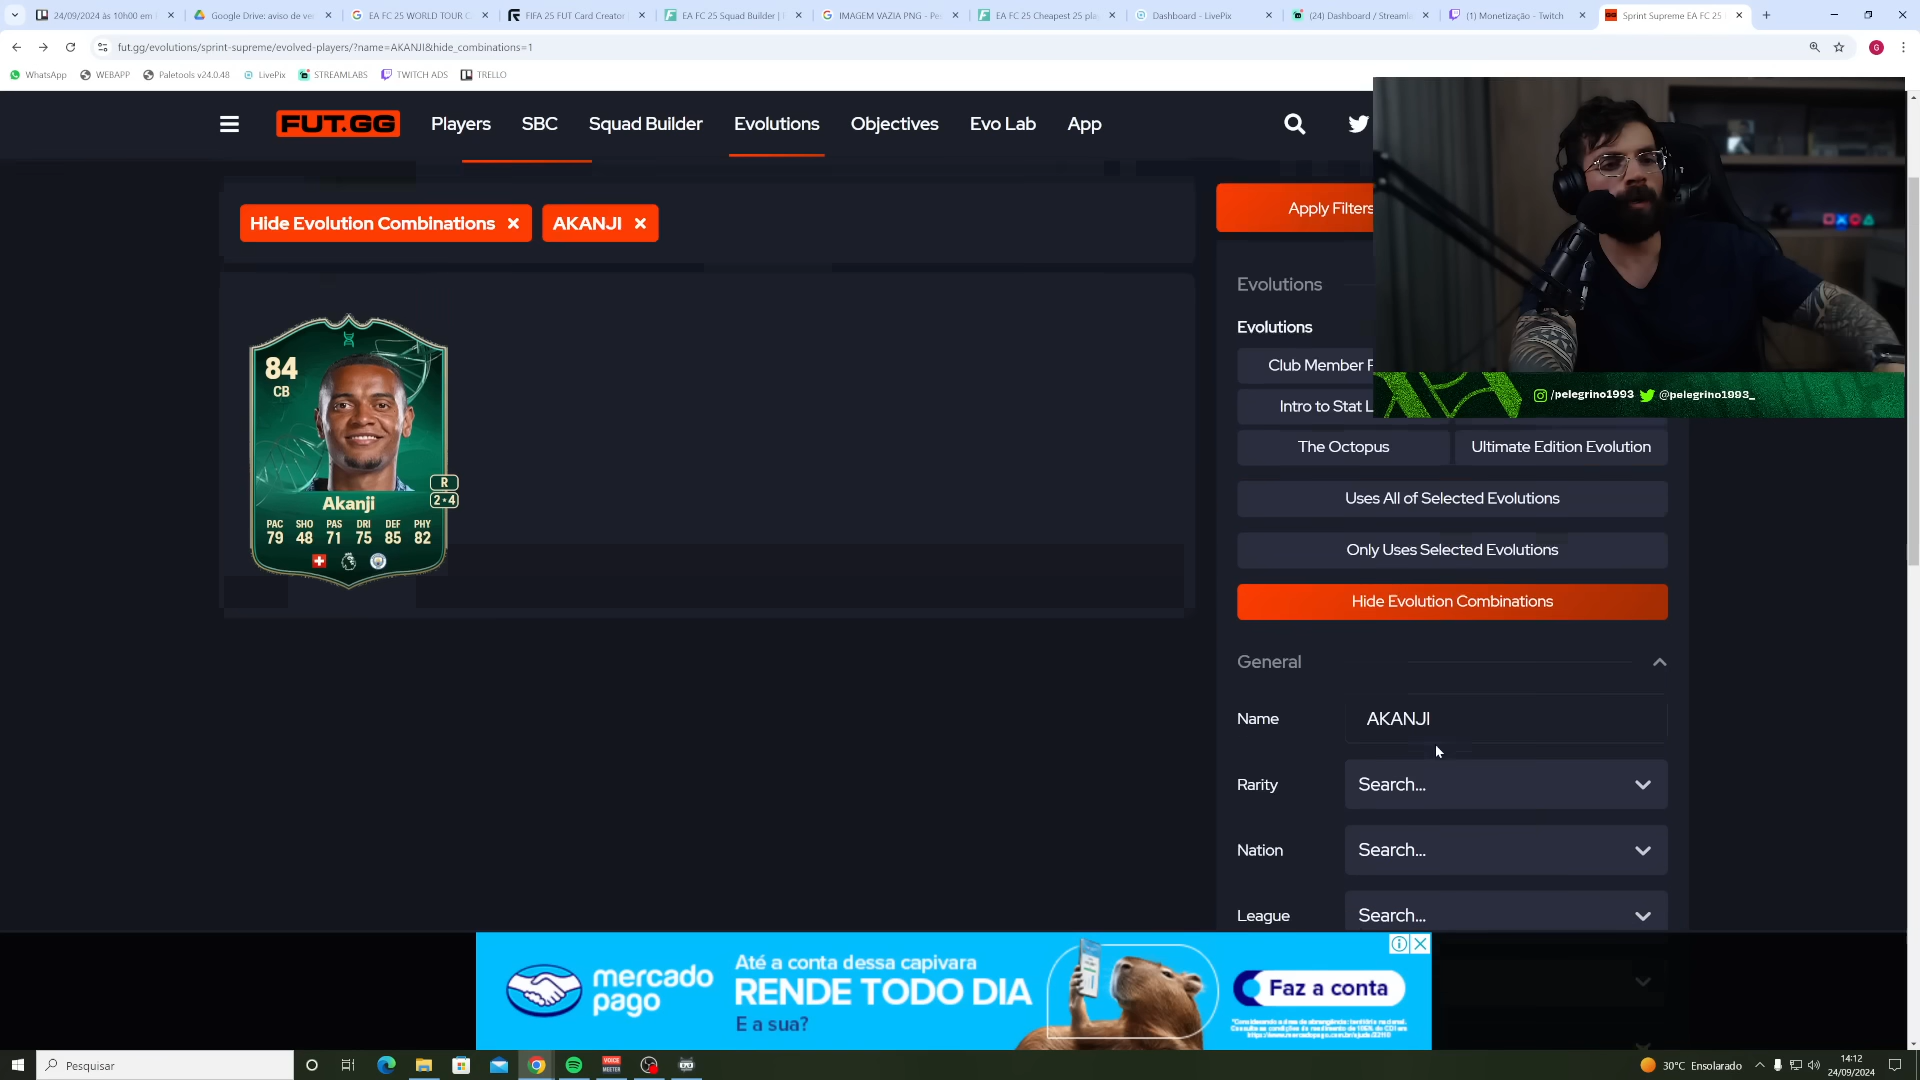 24/09/2024 às 10h00 em
Google Drive: aviso de ve
EA FC 25 WORLD TOUR C
FIFA 25 FUT Card Creator
EA FC 25 Squad Builder |
IMAGEM VAZIA PNG - Pe
EA FC 25 Cheapest 25 pla
Dashboard - LivePix
(24) Dashboard / Streaml
(1) Monetização - Twitch
Sprint Supreme EA FC 25
fut.gg/evolutions/sprint-supreme/evolved-players/?name=AKANJI&hide_combinations=1
G
WhatsApp
WEBAPP
Paletools v24.0.48
LivePix
STREAMLABS
TWITCH ADS
TRELLO
FUT.GG
Players
SBC
Squad Builder
Evolutions
Objectives
Evo Lab
App
Hide Evolution Combinations
AKANJI
Apply Filters
84
CB
R
2★4
Akanji
PAC SHO PAS DRI DEF PHY
79 48 71 75 85 82
Evolutions
Evolutions
Club Member
Intro to Stat L
The Octopus
Ultimate Edition Evolution
Uses All of Selected Evolutions
Only Uses Selected Evolutions
Hide Evolution Combinations
/pelegrino1993 @pelegrino1993_
General
Name AKANJI
Rarity Search...
Nation Search...
League Search...
mercado
pago
Até a conta dessa capivara
RENDE TODO DIA
E a sua?
Faz a conta
Pesquisar
VOICE
MEETER
30°C Ensolarado
14:12
24/09/2024